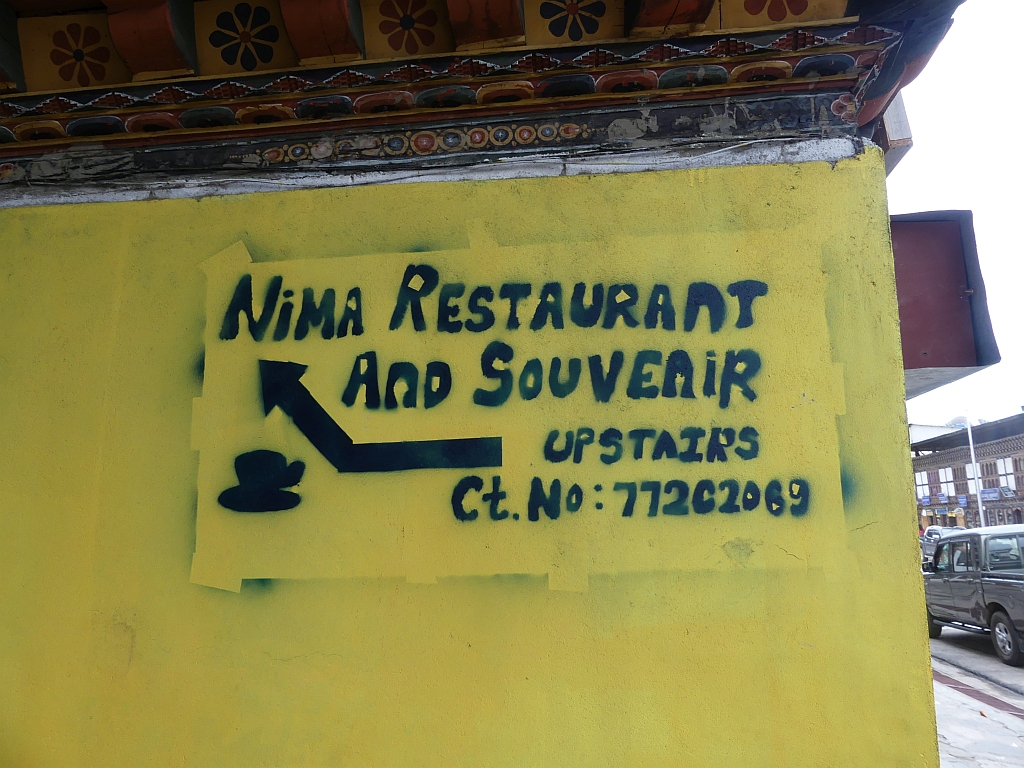 NiMA RESTAURANT
AND SOUVENiR
UPSTAIRS
Ct. No: 77262069